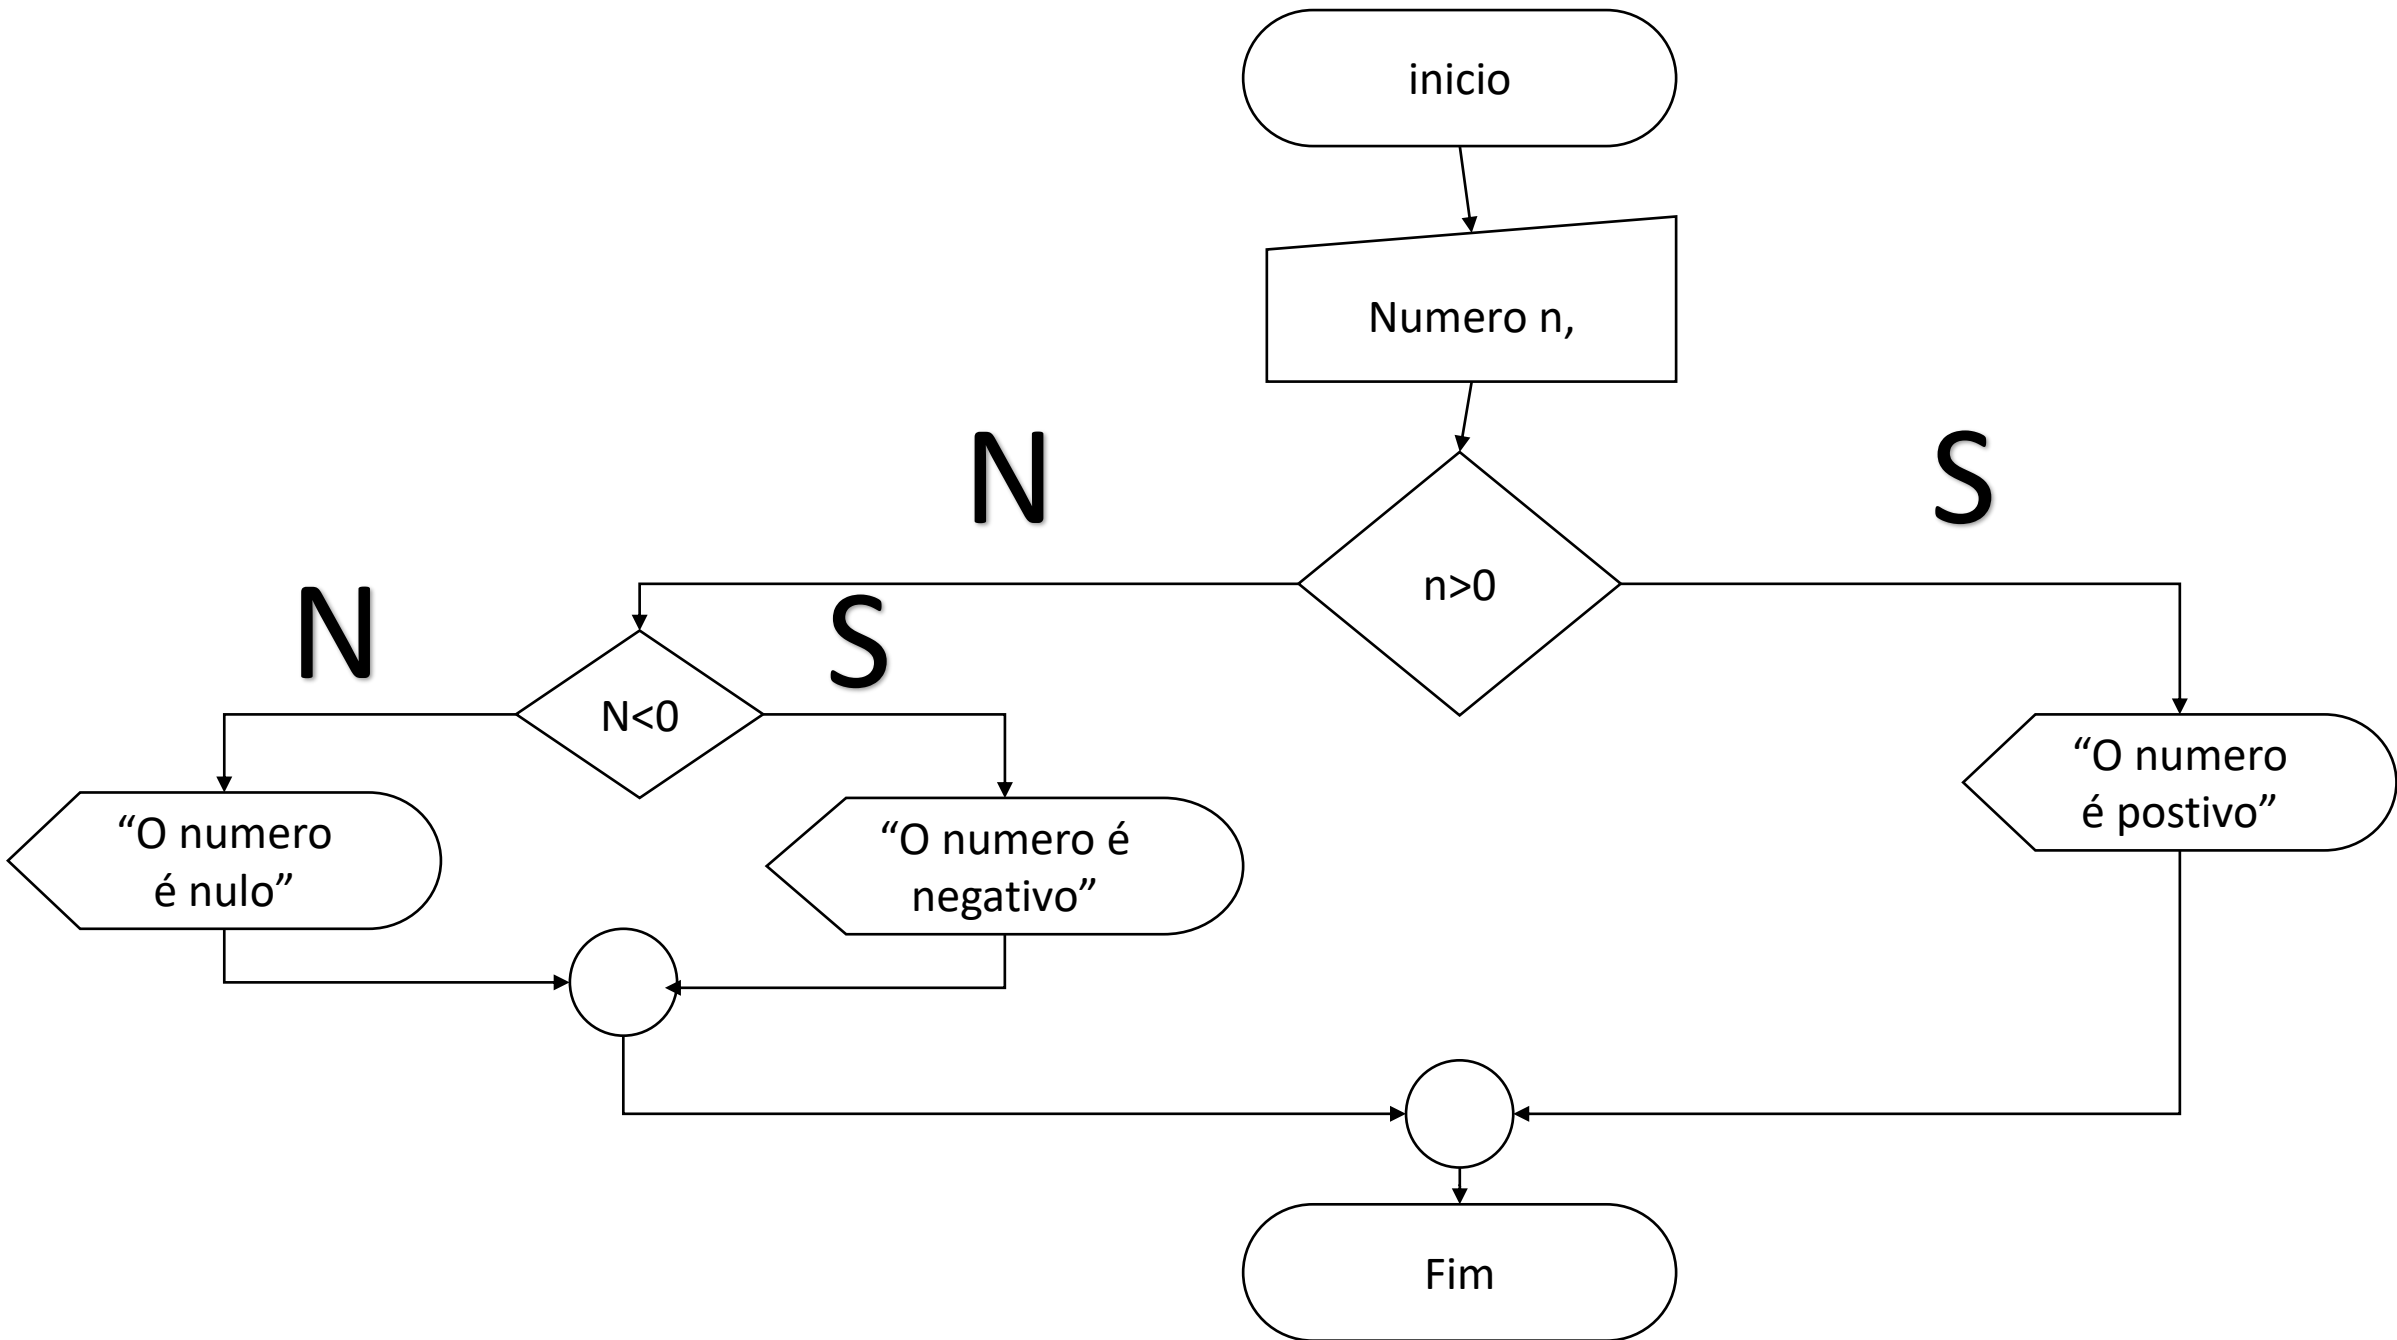 inicio
Numero n,
N
S
n>0
N
S
N<0
“O numero
é postivo”
“O numero
é nulo”
“O numero é
negativo”
Fim